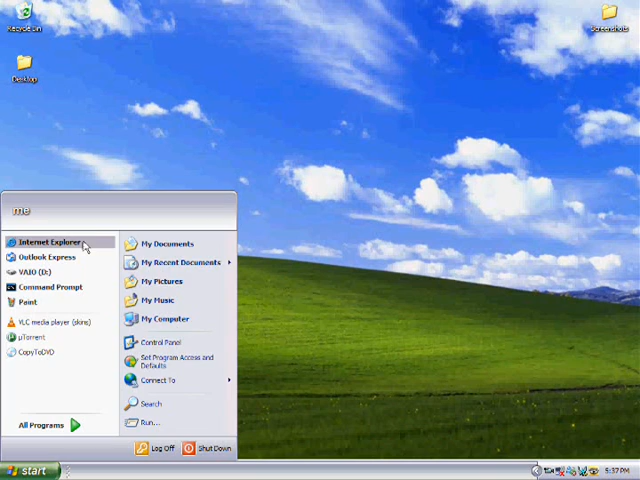 Recycle Bin
Screenshots
Desktop
me
Internet Explorer
Outlook Express
VAIO (D:)
Command Prompt
Paint
VLC media player (skins)
µTorrent
CopyToDVD
All Programs
My Documents
My Recent Documents
My Pictures
My Music
My Computer
Control Panel
Set Program Access and
Defaults
Connect To
Search
Run...
Log Off
Shut Down
start
5:37 PM